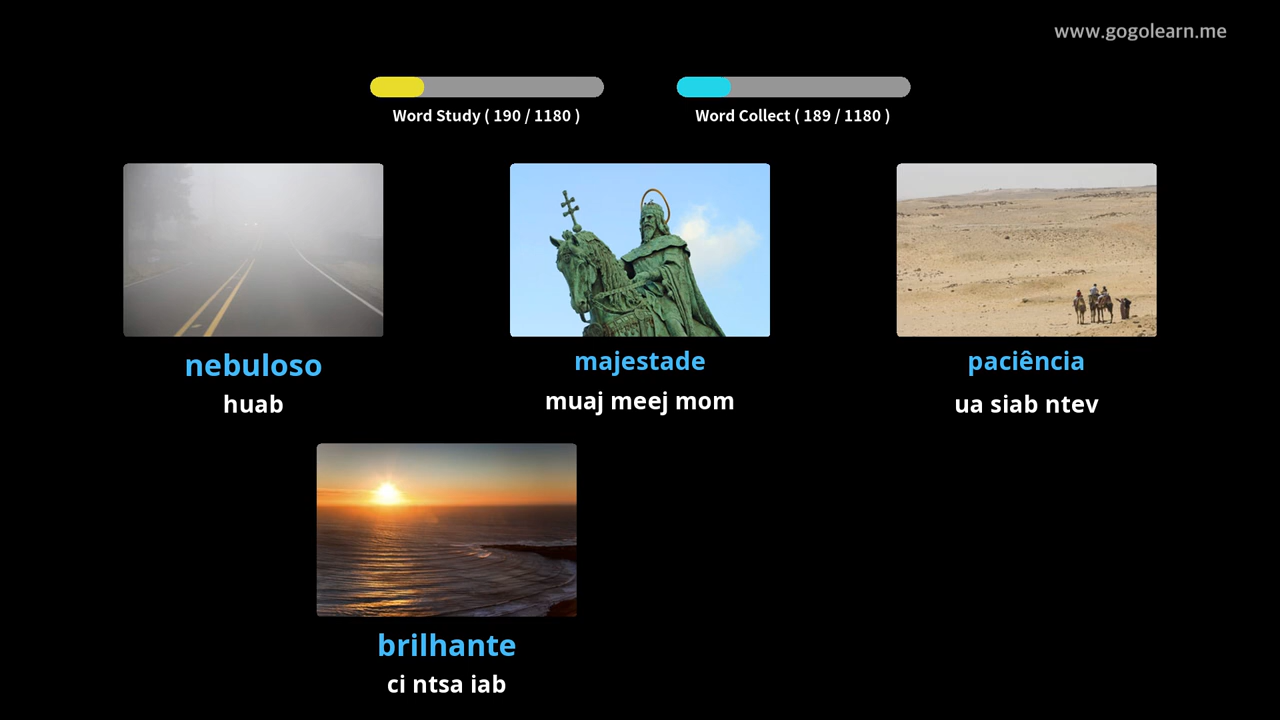 www.gogolearn.me
Word Study ( 190 / 1180 )
Word Collect ( 189 / 1180 )
nebuloso
huab
majestade
muaj meej mom
paciência
ua siab ntev
brilhante
ci ntsa iab